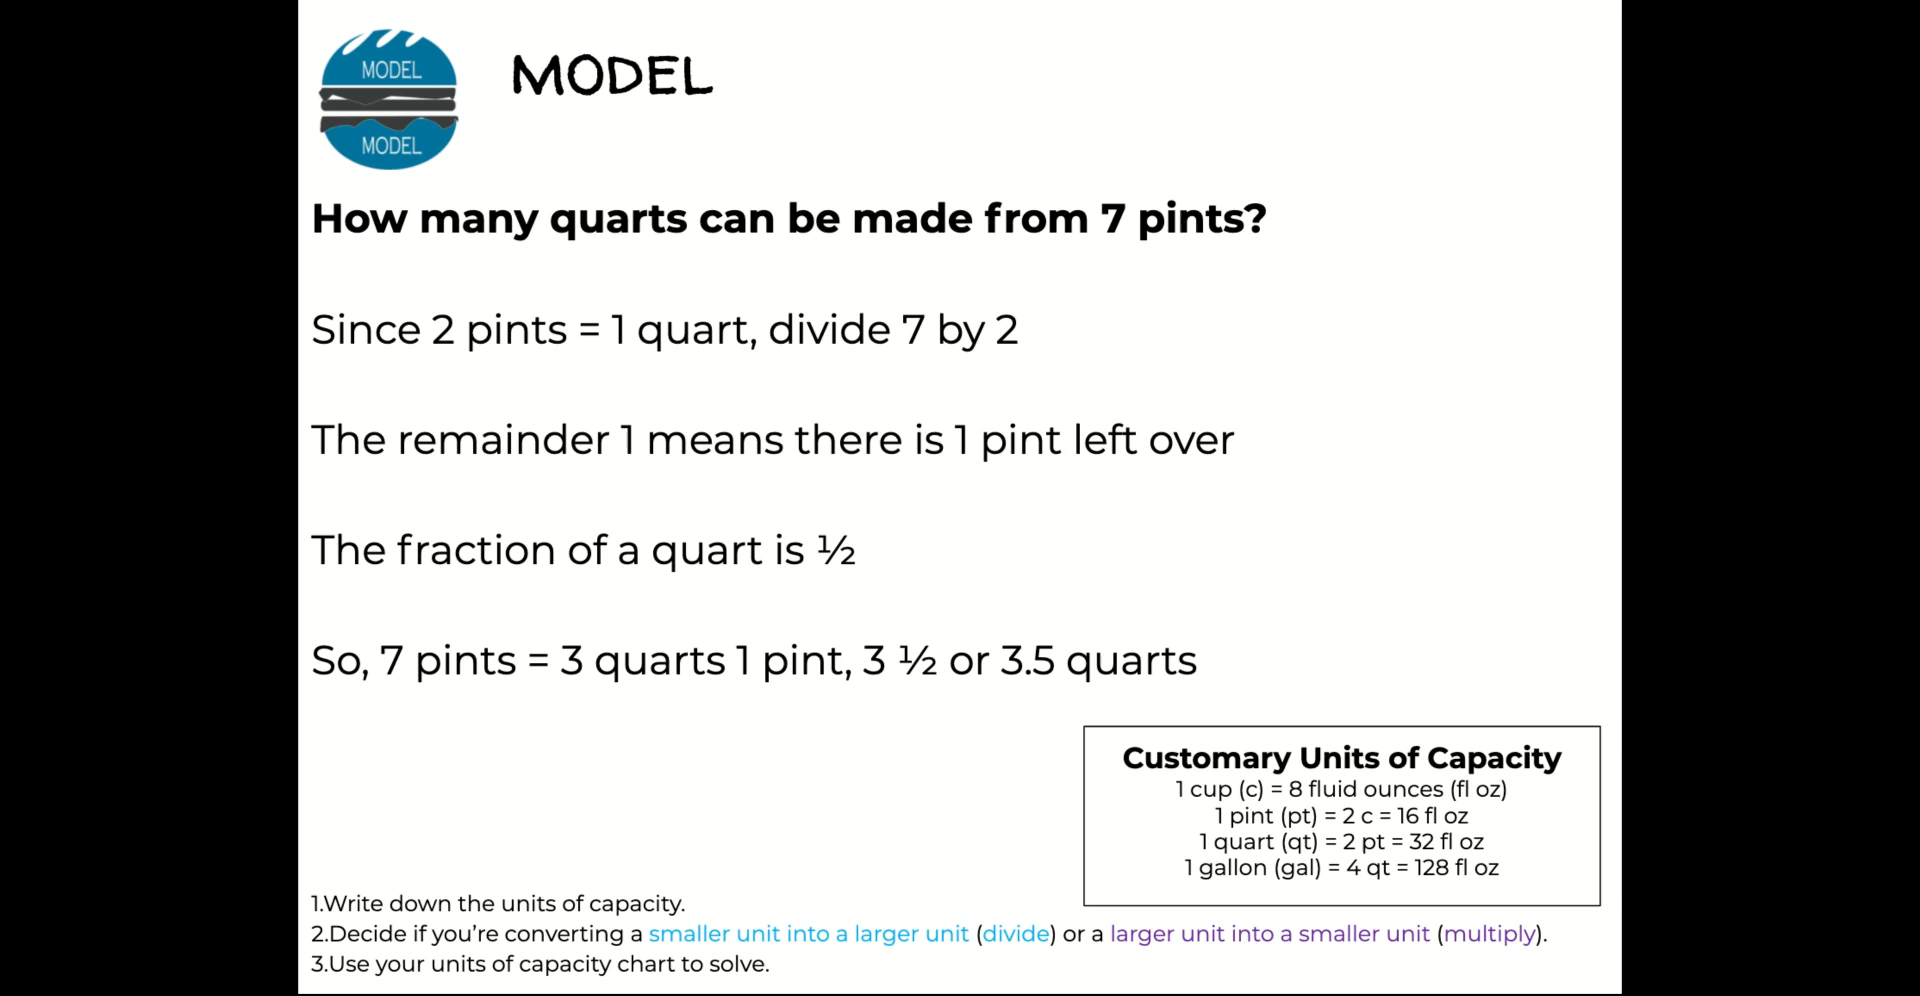 MODEL
MODEL
MODEL
How many quarts can be made from 7 pints?
Since 2 pints = 1 quart, divide 7 by 2
The remainder 1 means there is 1 pint left over
The fraction of a quart is ½
So, 7 pints = 3 quarts 1 pint, 3 ½ or 3.5 quarts
Customary Units of Capacity
1 cup (c) = 8 fluid ounces (fl oz)
1 pint (pt) = 2 c = 16 fl oz
1 quart (qt) = 2 pt = 32 fl oz
1 gallon (gal) = 4 qt = 128 fl oz
1.Write down the units of capacity.
2.Decide if you’re converting a smaller unit into a larger unit (divide) or a larger unit into a smaller unit (multiply).
3.Use your units of capacity chart to solve.